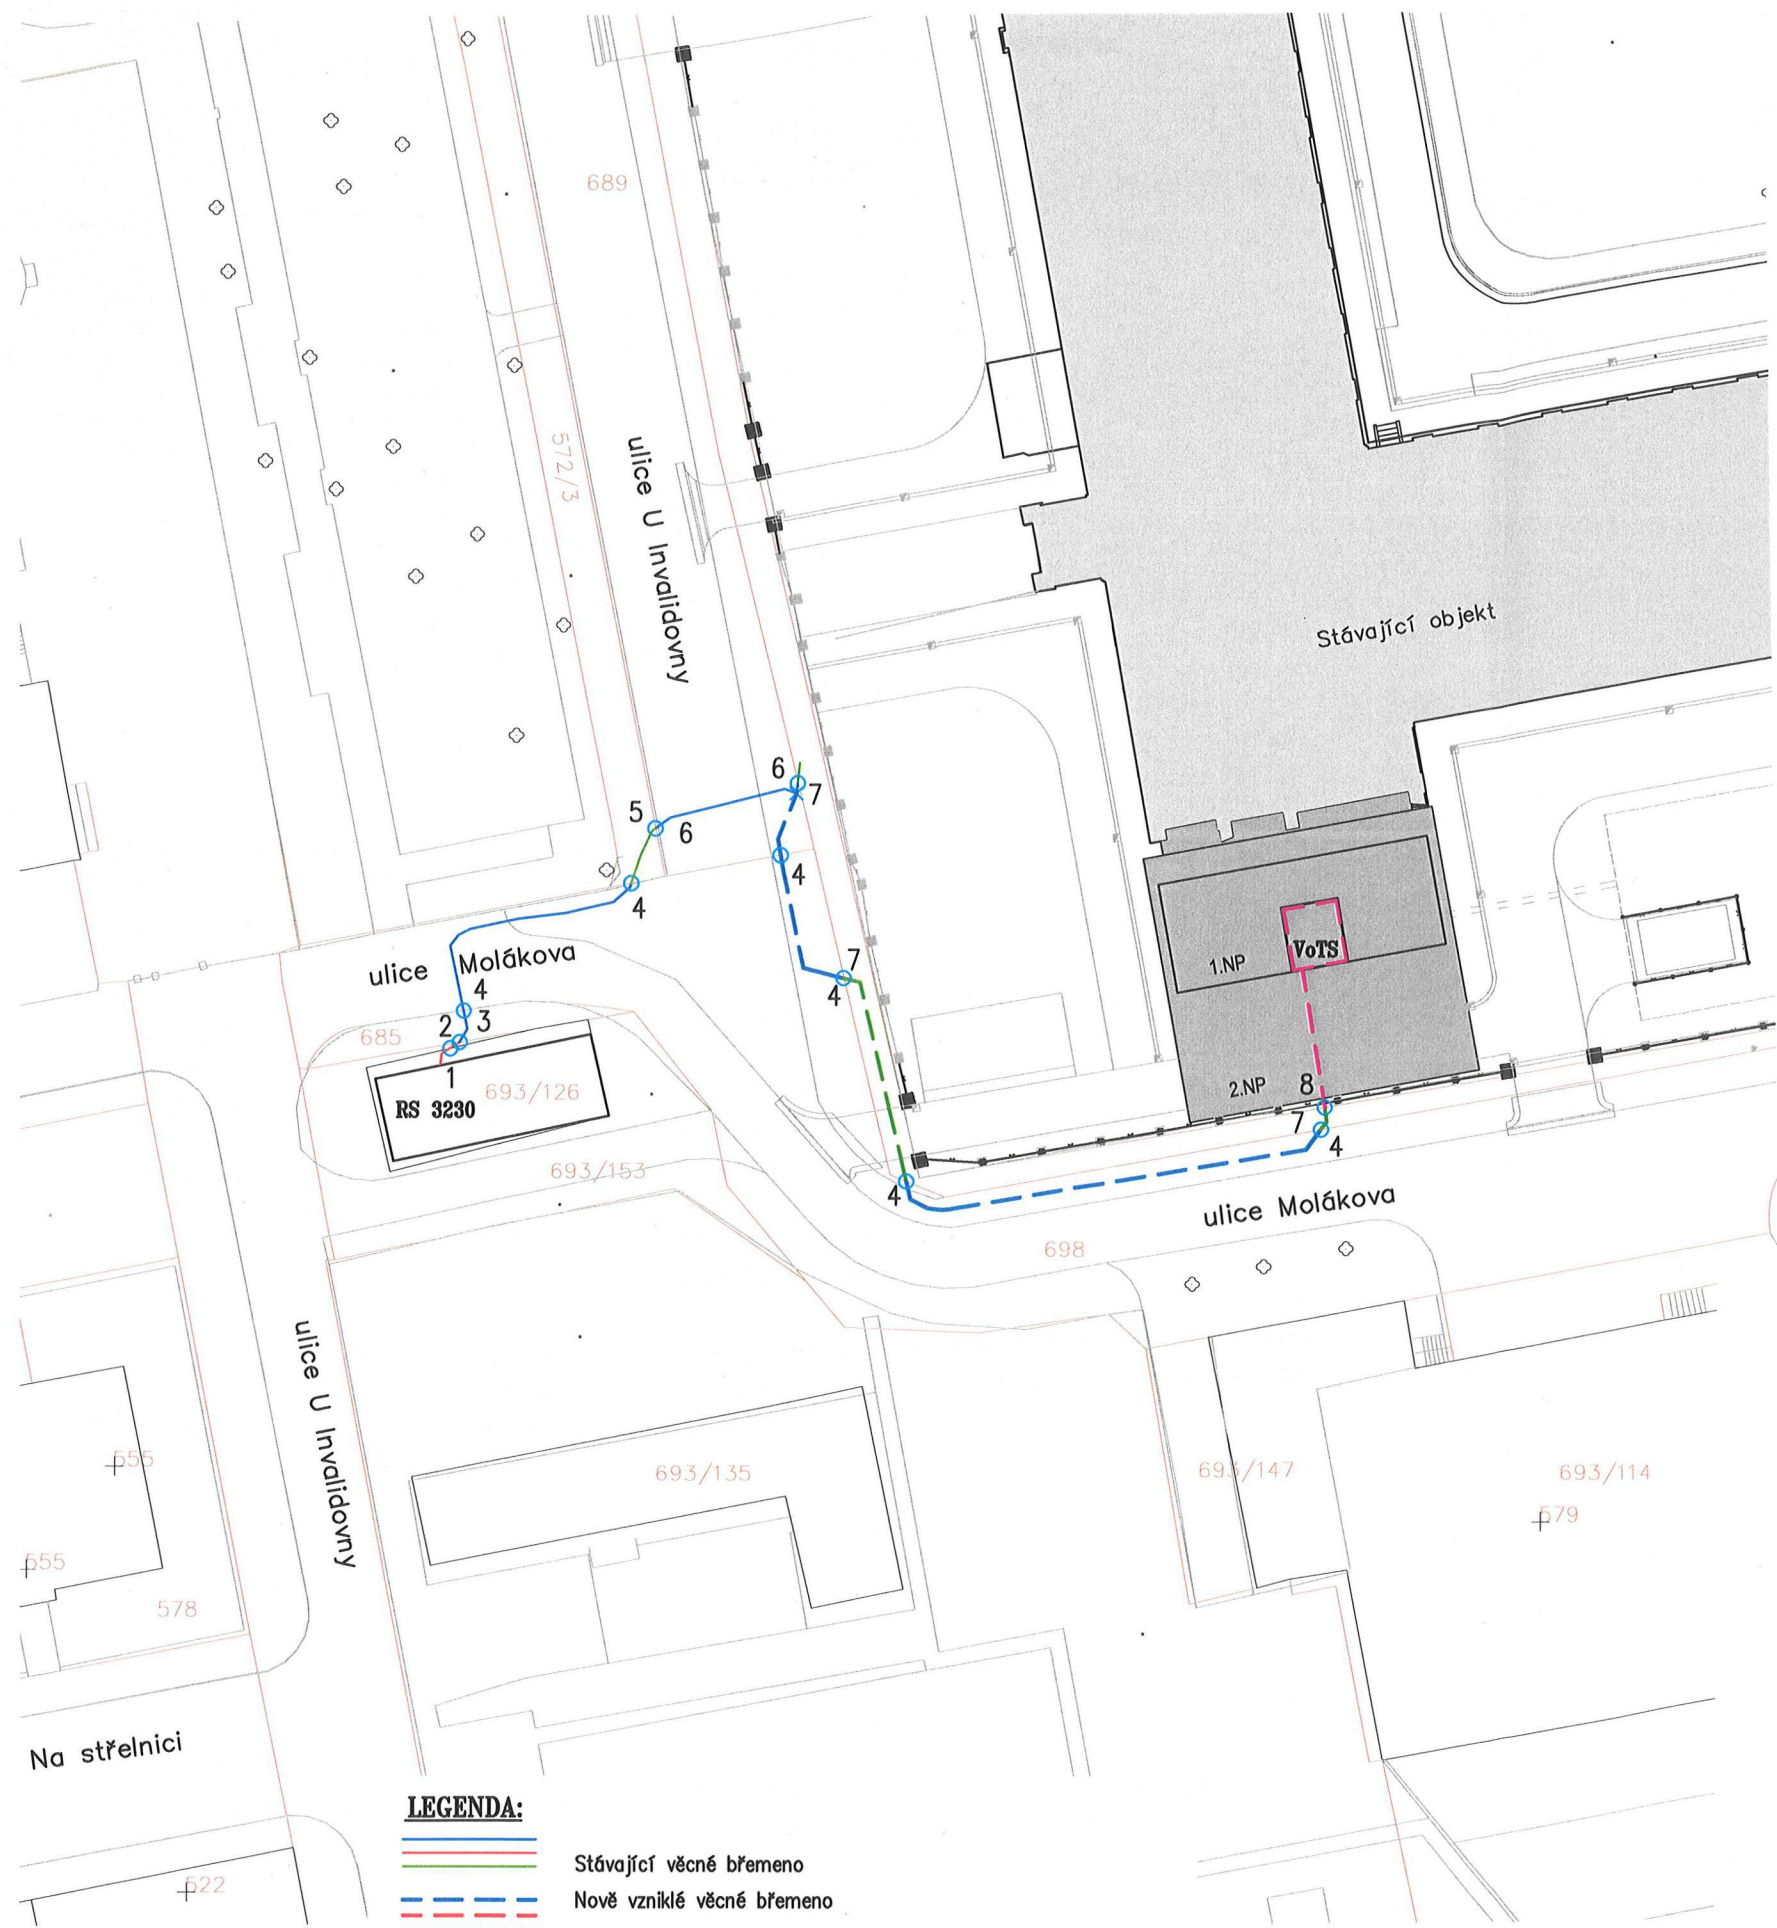 689
572/3
ulice U Invalidovny
Stávající objekt
6
7
5
6
4
4
ulice Molákova
7
4
4
2
3
1
685
693/126
RS 3230
693/153
1.NP
VoTS
2.NP
8
7
4
4
ulice Molákova
698
ulice U Invalidovny
555
693/135
693/147
693/114
579
555
578
Na střelnici
522
LEGENDA:
Stávající věcné břemeno
Nově vzniklé věcné břemeno